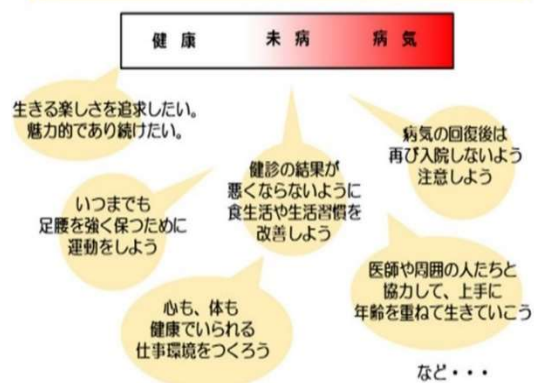 健康 未病 病気
生きる楽しさを追求したい。
魅力的であり続けたい。
病気の回復後は
再び入院しないよう
注意しよう
健診の結果が
悪くならないように
食生活や生活習慣を
改善しよう
いつまでも
足腰を強く保つために
運動をしよう
医師や周囲の人たちと
協力して、上手に
年齢を重ねて生きていこう
心も、体も
健康でいられる
仕事環境をつくろう
など・・・